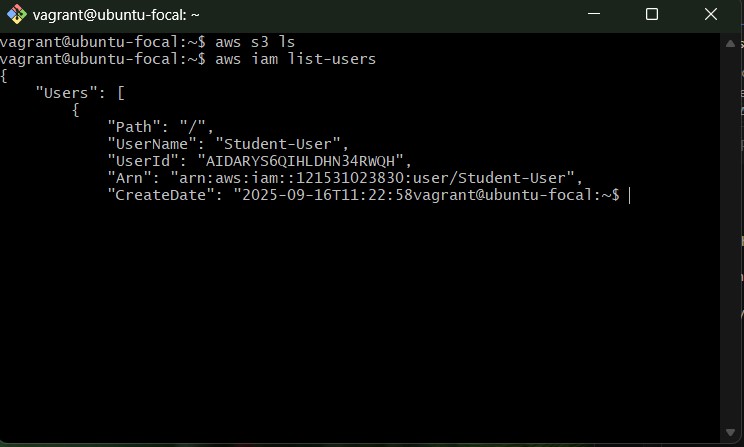 vagrant@ubuntu-focal: ~
vagrant@ubuntu-focal:~$ aws s3 ls
vagrant@ubuntu-focal:~$ aws iam list-users
{
    "Users": [
        {
            "Path": "/",
            "UserName": "Student-User",
            "UserId": "AIDARYS6QIHLDHN34RWQH",
            "Arn": "arn:aws:iam::121531023830:user/Student-User",
            "CreateDate": "2025-09-16T11:22:58vagrant@ubuntu-focal:~$